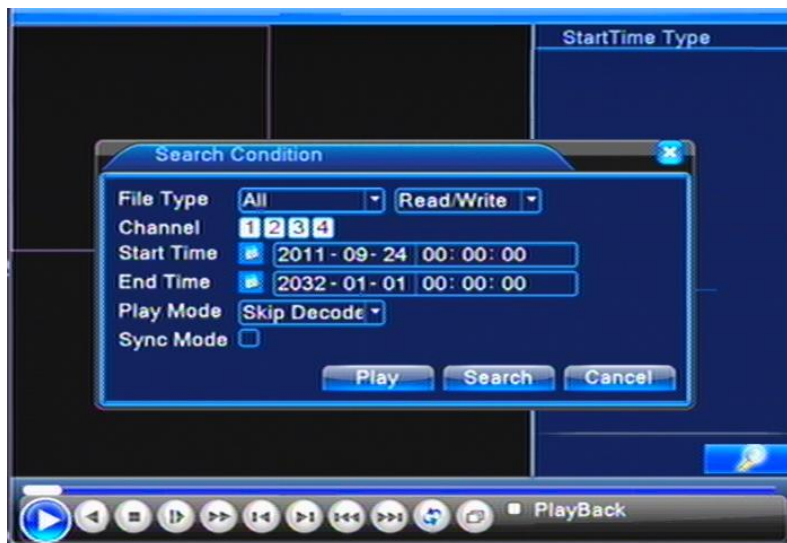 StartTime Type
Search Condition
File Type All Read/Write
Channel 1 2 3 4
Start Time 2011-09-24 00:00:00
End Time 2032-01-01 00:00:00
Play Mode Skip Decode
Sync Mode
Play Search Cancel
PlayBack